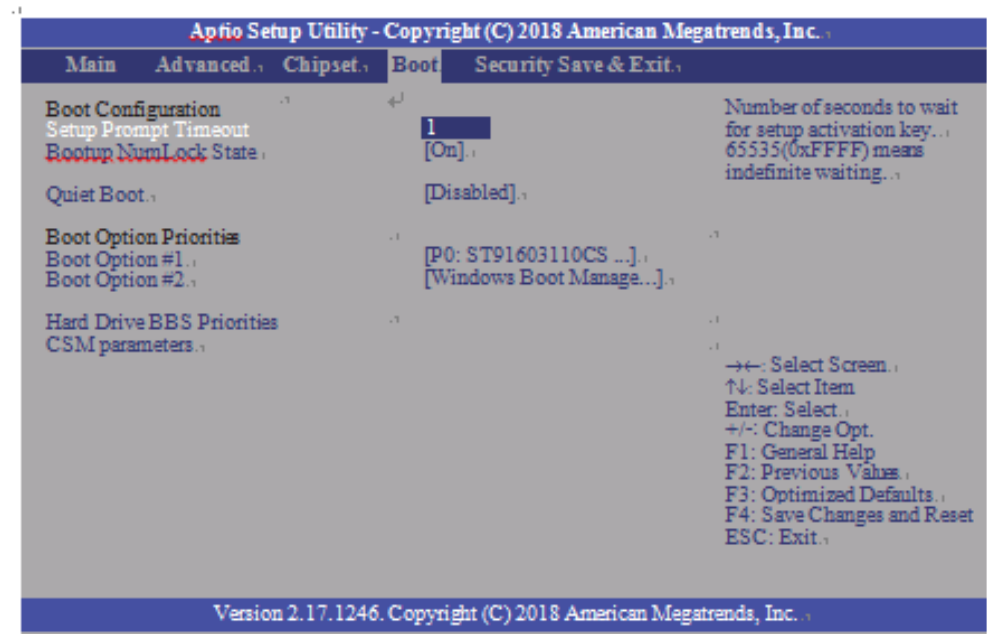 Aptio Setup Utility - Copyright (C) 2018 American Megatrends, Inc.
Main Advanced Chipset Boot Security Save & Exit
Boot Configuration
Setup Prompt Timeout 1
Bootup NumLock State [On]
Quiet Boot [Disabled]
Boot Option Priorities
Boot Option #1 [P0: ST91603110CS ...]
Boot Option #2 [Windows Boot Manage...]
Hard Drive BBS Priorities
CSM parameters
Number of seconds to wait
for setup activation key..
65535(0xFFFF) means
indefinite waiting..
→←: Select Screen
↑↓: Select Item
Enter: Select
+/-: Change Opt.
F1: General Help
F2: Previous Values
F3: Optimized Defaults
F4: Save Changes and Reset
ESC: Exit
Version 2.17.1246. Copyright (C) 2018 American Megatrends, Inc.